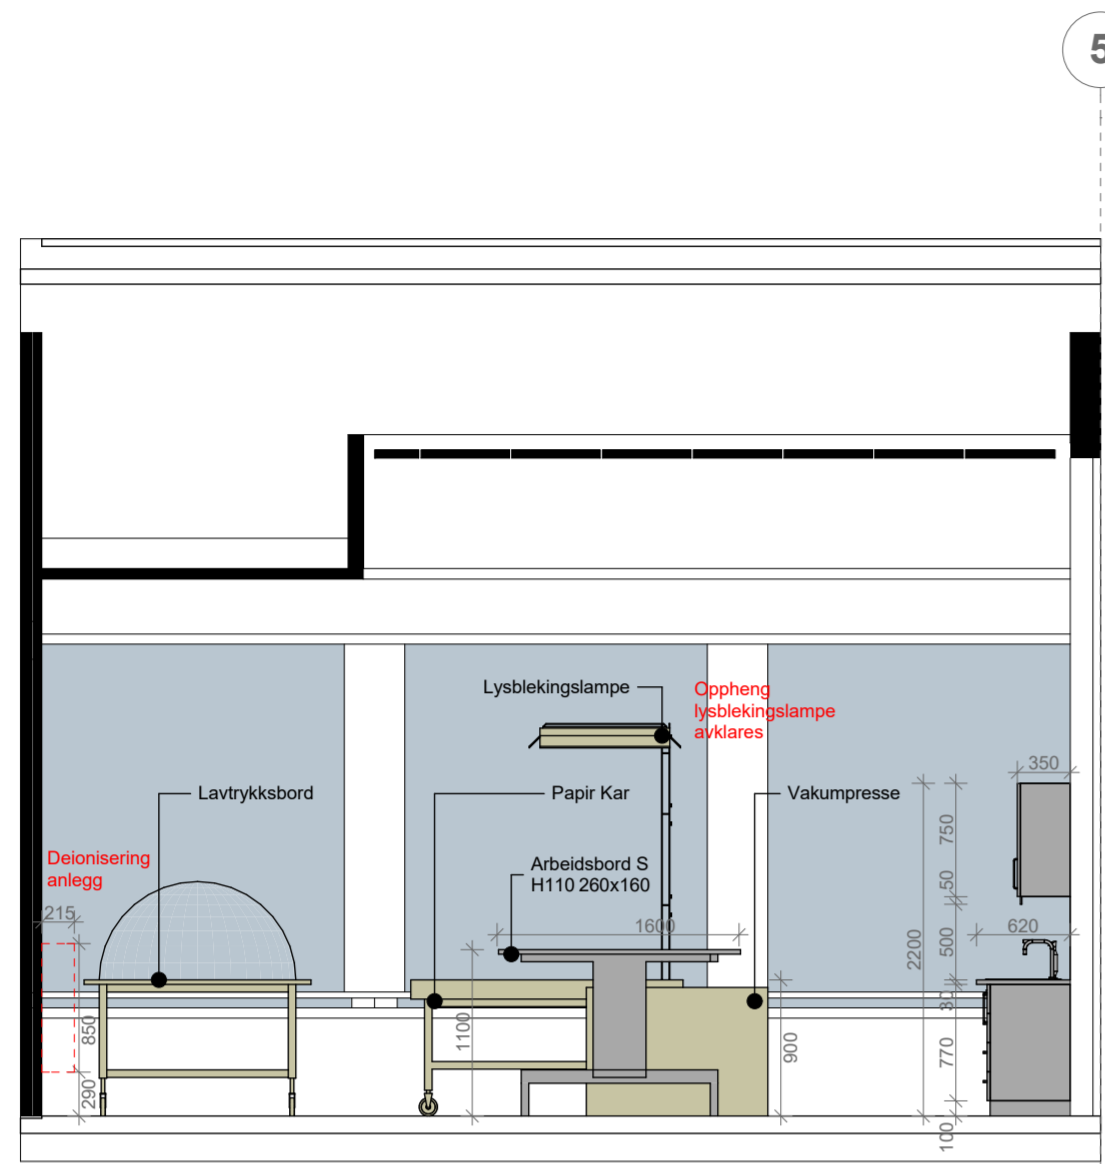 5
Lysblekingslampe
Oppheng
lysblekingslampe
avklares
350
Lavtrykksbord
Papir Kar
Vakumpresse
750
Deionisering
anlegg
Arbeidsbord S
H110 260x160
50
215
1600
620
2200
500
30
850
1100
900
770
290
100